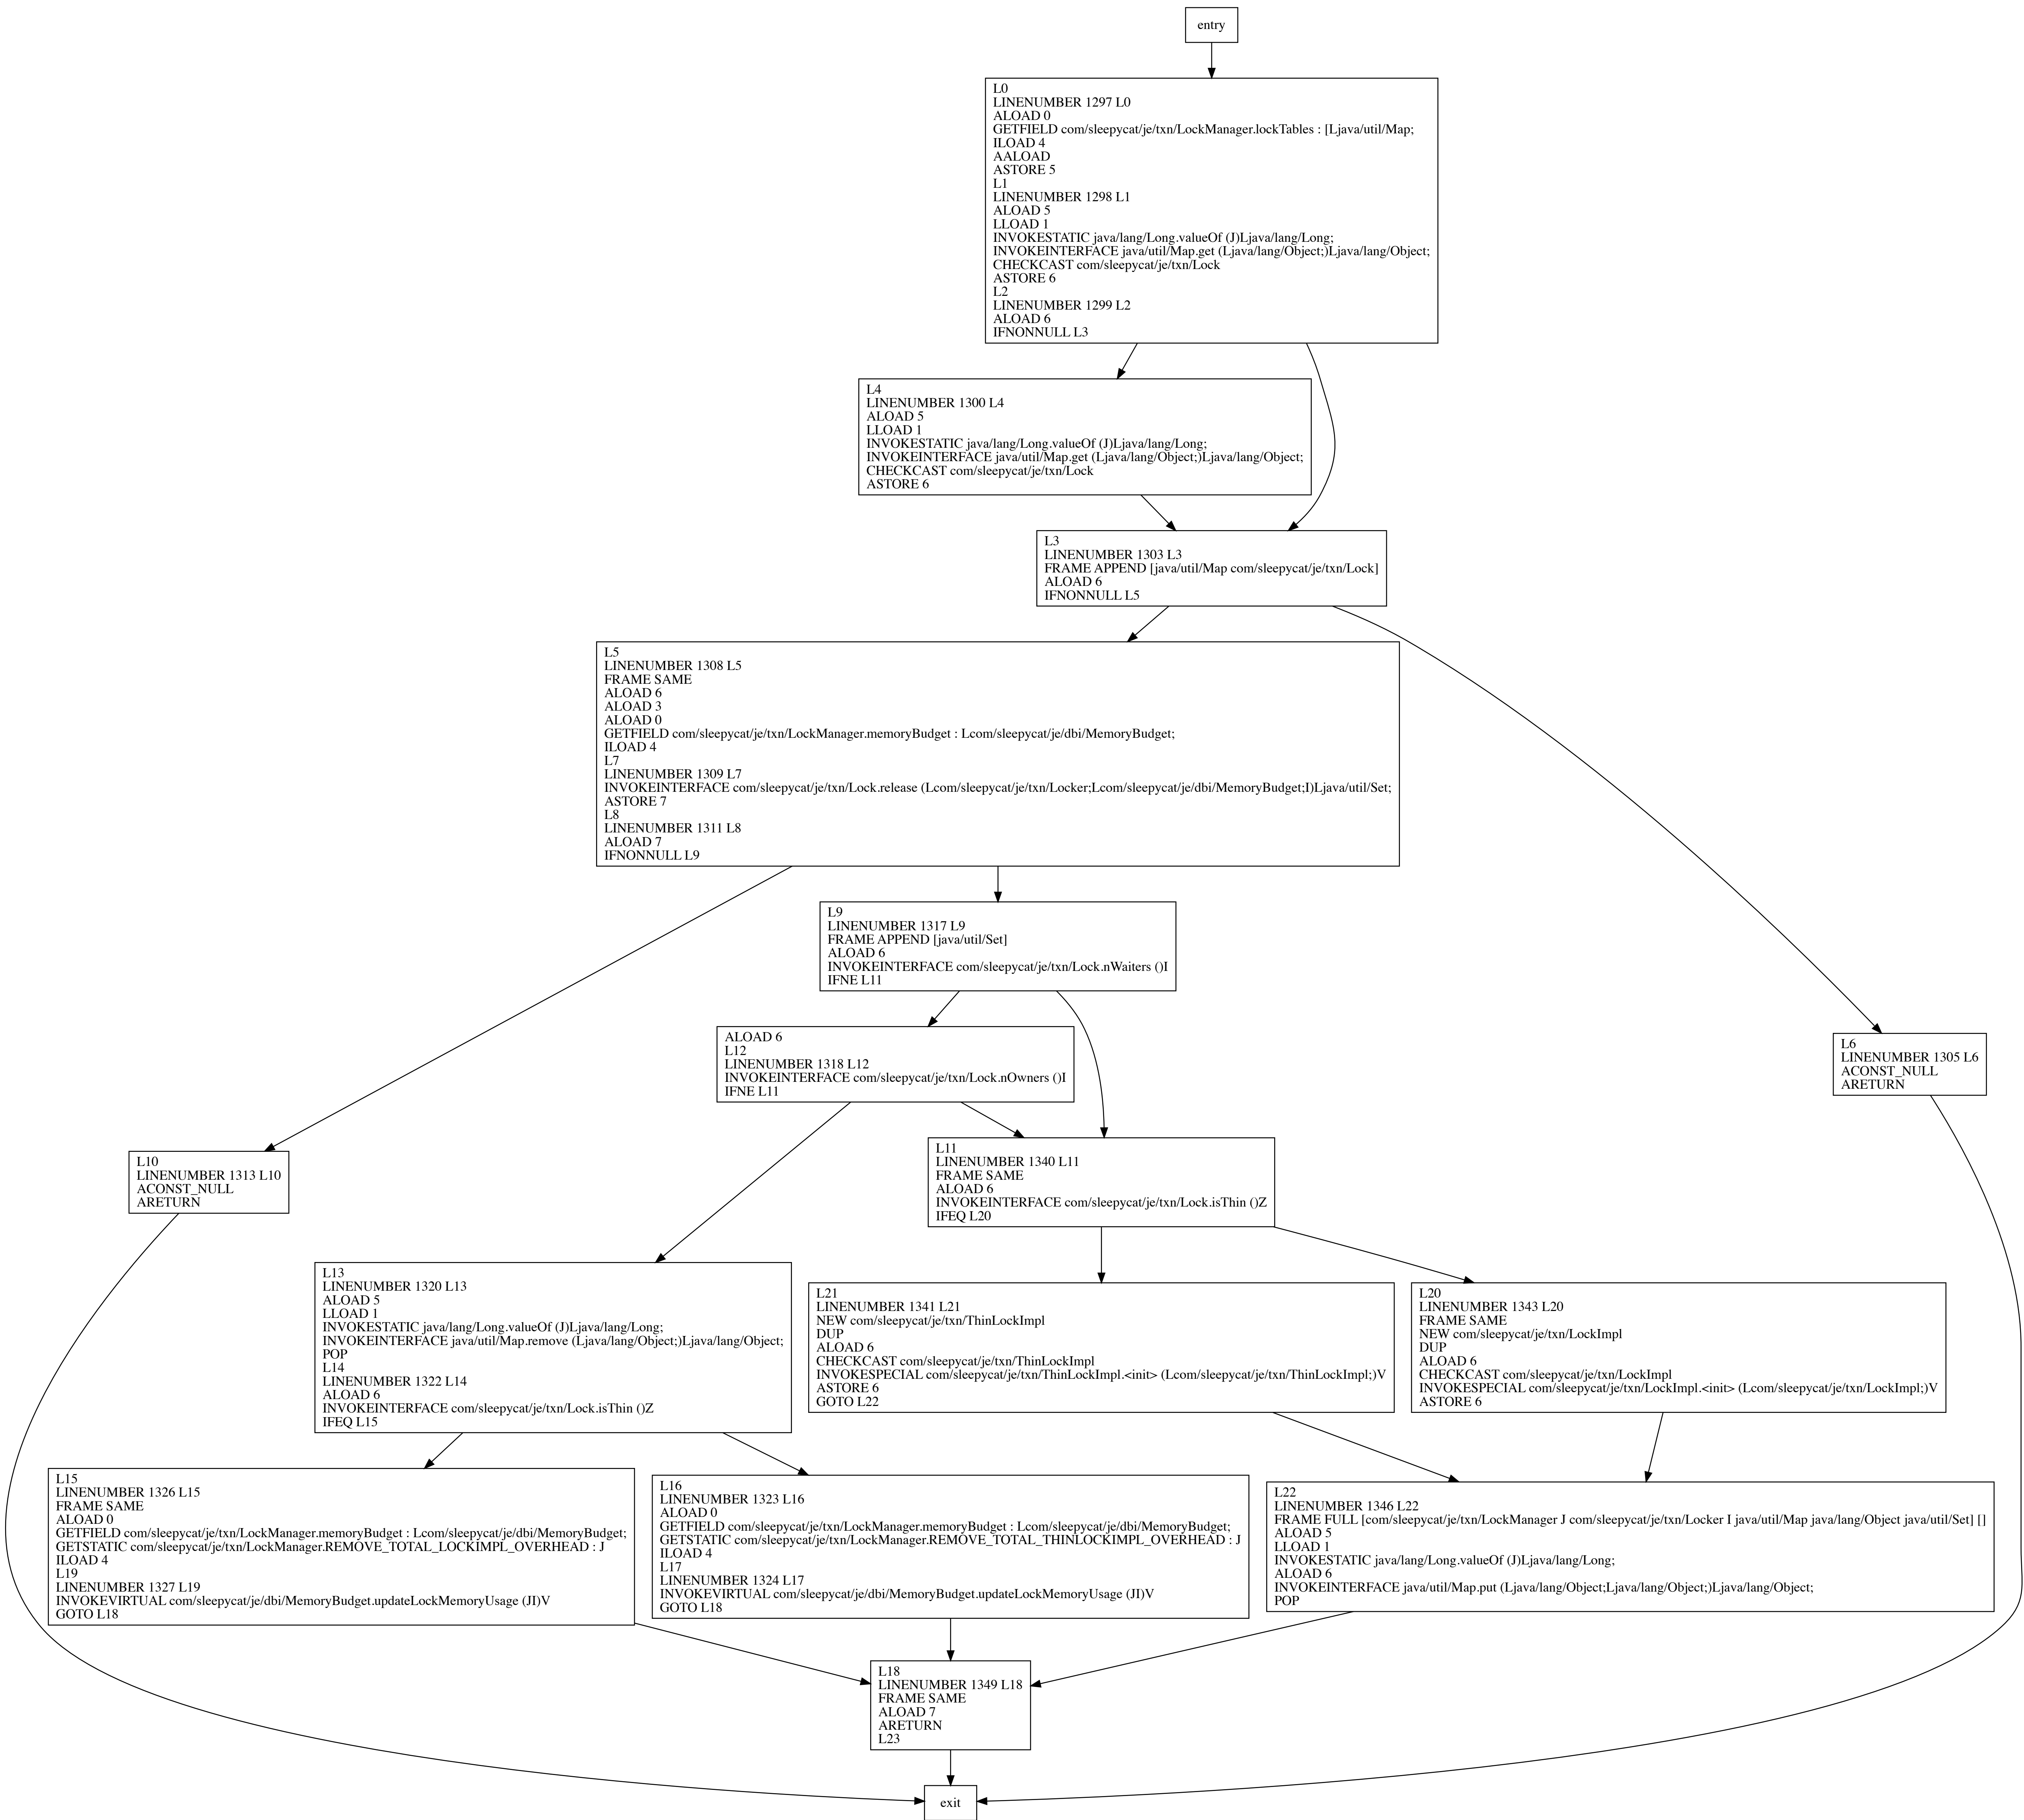 entry
L0
LINENUMBER 1297 L0
ALOAD 0
GETFIELD com/sleepycat/je/txn/LockManager.lockTables : [Ljava/util/Map;
ILOAD 4
AALOAD
ASTORE 5
L1
LINENUMBER 1298 L1
ALOAD 5
LLOAD 1
INVOKESTATIC java/lang/Long.valueOf (J)Ljava/lang/Long;
INVOKEINTERFACE java/util/Map.get (Ljava/lang/Object;)Ljava/lang/Object;
CHECKCAST com/sleepycat/je/txn/Lock
ASTORE 6
L2
LINENUMBER 1299 L2
ALOAD 6
IFNONNULL L3
L4
LINENUMBER 1300 L4
ALOAD 5
LLOAD 1
INVOKESTATIC java/lang/Long.valueOf (J)Ljava/lang/Long;
INVOKEINTERFACE java/util/Map.get (Ljava/lang/Object;)Ljava/lang/Object;
CHECKCAST com/sleepycat/je/txn/Lock
ASTORE 6
L3
LINENUMBER 1303 L3
FRAME APPEND [java/util/Map com/sleepycat/je/txn/Lock]
ALOAD 6
IFNONNULL L5
L5
LINENUMBER 1308 L5
FRAME SAME
ALOAD 6
ALOAD 3
ALOAD 0
GETFIELD com/sleepycat/je/txn/LockManager.memoryBudget : Lcom/sleepycat/je/dbi/MemoryBudget;
ILOAD 4
L7
LINENUMBER 1309 L7
INVOKEINTERFACE com/sleepycat/je/txn/Lock.release (Lcom/sleepycat/je/txn/Locker;Lcom/sleepycat/je/dbi/MemoryBudget;I)Ljava/util/Set;
ASTORE 7
L8
LINENUMBER 1311 L8
ALOAD 7
IFNONNULL L9
L9
LINENUMBER 1317 L9
FRAME APPEND [java/util/Set]
ALOAD 6
INVOKEINTERFACE com/sleepycat/je/txn/Lock.nWaiters ()I
IFNE L11
ALOAD 6
L12
LINENUMBER 1318 L12
INVOKEINTERFACE com/sleepycat/je/txn/Lock.nOwners ()I
IFNE L11
L6
LINENUMBER 1305 L6
ACONST_NULL
ARETURN
L10
LINENUMBER 1313 L10
ACONST_NULL
ARETURN
L11
LINENUMBER 1340 L11
FRAME SAME
ALOAD 6
INVOKEINTERFACE com/sleepycat/je/txn/Lock.isThin ()Z
IFEQ L20
L13
LINENUMBER 1320 L13
ALOAD 5
LLOAD 1
INVOKESTATIC java/lang/Long.valueOf (J)Ljava/lang/Long;
INVOKEINTERFACE java/util/Map.remove (Ljava/lang/Object;)Ljava/lang/Object;
POP
L14
LINENUMBER 1322 L14
ALOAD 6
INVOKEINTERFACE com/sleepycat/je/txn/Lock.isThin ()Z
IFEQ L15
L21
LINENUMBER 1341 L21
NEW com/sleepycat/je/txn/ThinLockImpl
DUP
ALOAD 6
CHECKCAST com/sleepycat/je/txn/ThinLockImpl
INVOKESPECIAL com/sleepycat/je/txn/ThinLockImpl.<init> (Lcom/sleepycat/je/txn/ThinLockImpl;)V
ASTORE 6
GOTO L22
L20
LINENUMBER 1343 L20
FRAME SAME
NEW com/sleepycat/je/txn/LockImpl
DUP
ALOAD 6
CHECKCAST com/sleepycat/je/txn/LockImpl
INVOKESPECIAL com/sleepycat/je/txn/LockImpl.<init> (Lcom/sleepycat/je/txn/LockImpl;)V
ASTORE 6
L15
LINENUMBER 1326 L15
FRAME SAME
ALOAD 0
GETFIELD com/sleepycat/je/txn/LockManager.memoryBudget : Lcom/sleepycat/je/dbi/MemoryBudget;
GETSTATIC com/sleepycat/je/txn/LockManager.REMOVE_TOTAL_LOCKIMPL_OVERHEAD : J
ILOAD 4
L19
LINENUMBER 1327 L19
INVOKEVIRTUAL com/sleepycat/je/dbi/MemoryBudget.updateLockMemoryUsage (JI)V
GOTO L18
L16
LINENUMBER 1323 L16
ALOAD 0
GETFIELD com/sleepycat/je/txn/LockManager.memoryBudget : Lcom/sleepycat/je/dbi/MemoryBudget;
GETSTATIC com/sleepycat/je/txn/LockManager.REMOVE_TOTAL_THINLOCKIMPL_OVERHEAD : J
ILOAD 4
L17
LINENUMBER 1324 L17
INVOKEVIRTUAL com/sleepycat/je/dbi/MemoryBudget.updateLockMemoryUsage (JI)V
GOTO L18
L22
LINENUMBER 1346 L22
FRAME FULL [com/sleepycat/je/txn/LockManager J com/sleepycat/je/txn/Locker I java/util/Map java/lang/Object java/util/Set] []
ALOAD 5
LLOAD 1
INVOKESTATIC java/lang/Long.valueOf (J)Ljava/lang/Long;
ALOAD 6
INVOKEINTERFACE java/util/Map.put (Ljava/lang/Object;Ljava/lang/Object;)Ljava/lang/Object;
POP
L18
LINENUMBER 1349 L18
FRAME SAME
ALOAD 7
ARETURN
L23
exit